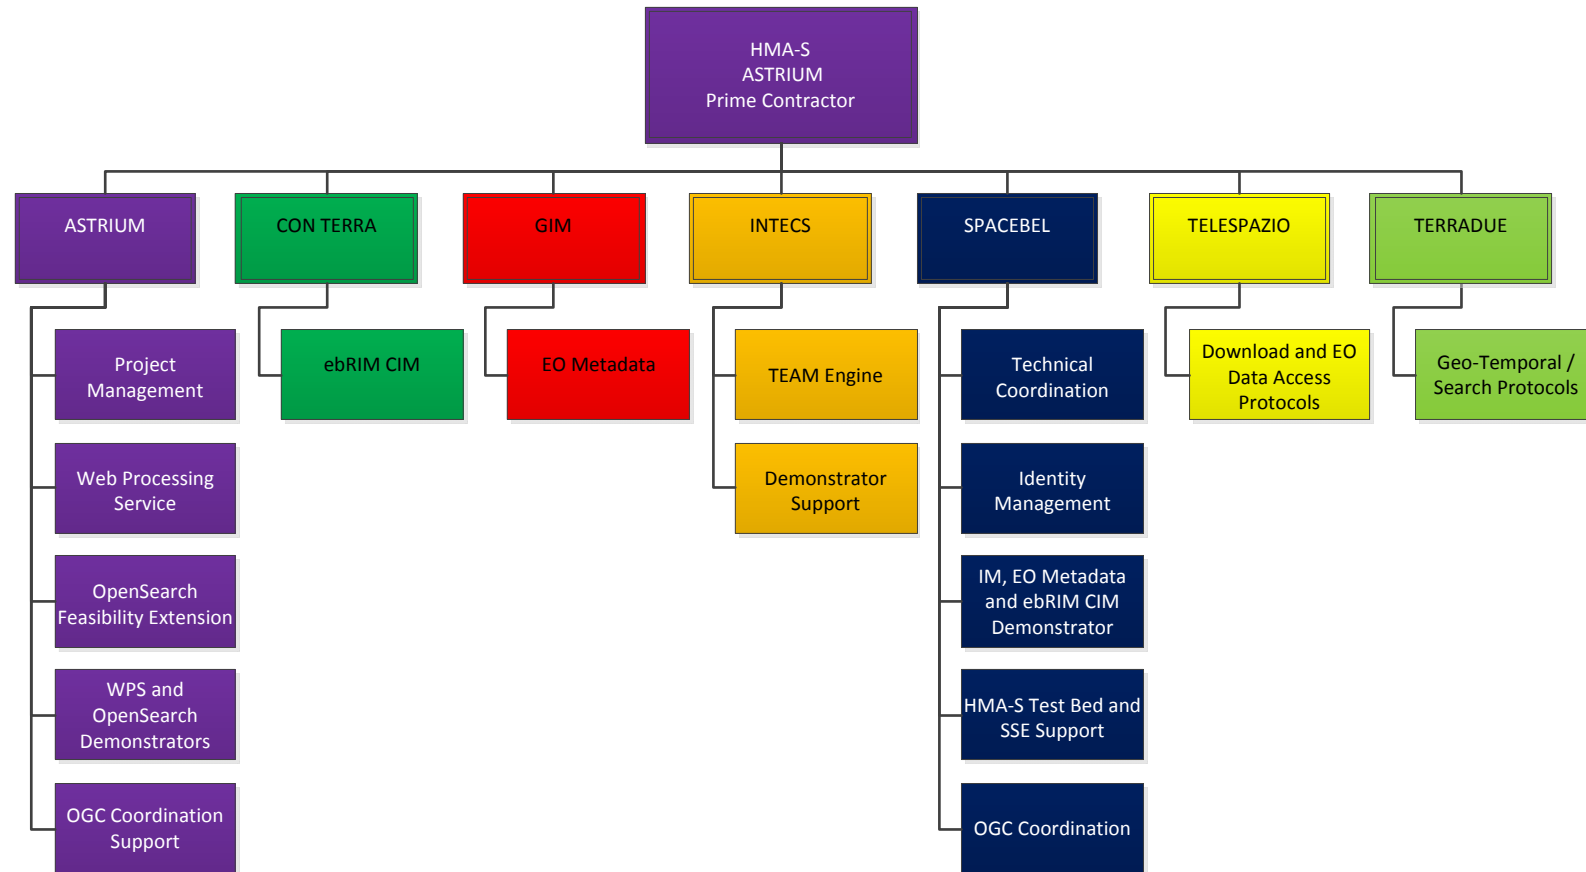 HMA-S
ASTRIUM
Prime Contractor
ASTRIUM
CON TERRA
GIM
INTECS
SPACEBEL
TELESPAZIO
TERRADUE
Project
Management
ebRIM CIM
EO Metadata
TEAM Engine
Technical
Coordination
Download and EO
Data Access
Protocols
Geo-Temporal /
Search Protocols
Web Processing
Service
Demonstrator
Support
Identity
Management
OpenSearch
Feasibility Extension
IM, EO Metadata
and ebRIM CIM
Demonstrator
WPS and
OpenSearch
Demonstrators
HMA-S Test Bed and
SSE Support
OGC Coordination
Support
OGC Coordination